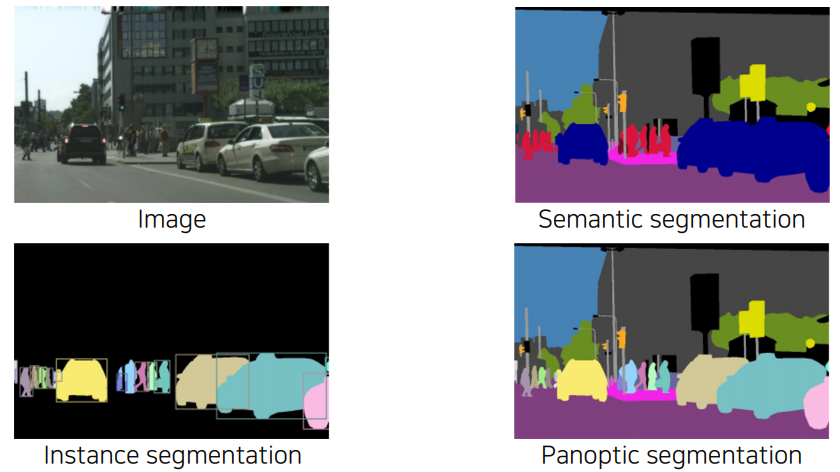 Image
Semantic segmentation
Instance segmentation
Panoptic segmentation